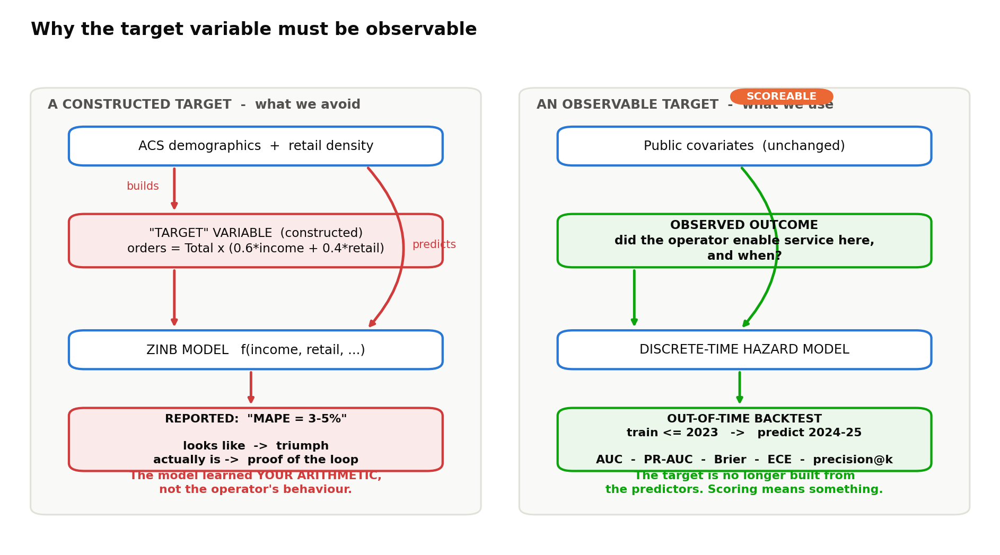 Why the target variable must be observable
A CONSTRUCTED TARGET - what we avoid
ACS demographics + retail density
builds
"TARGET" VARIABLE (constructed)
orders = Total x (0.6*income + 0.4*retail)
predicts
ZINB MODEL f(income, retail, ...)
REPORTED: "MAPE = 3-5%"
looks like -> triumph
actually is -> proof of the loop
The model learned YOUR ARITHMETIC,
not the operator's behaviour.
SCOREABLE
AN OBSERVABLE TARGET - what we use
Public covariates (unchanged)
OBSERVED OUTCOME
did the operator enable service here,
and when?
DISCRETE-TIME HAZARD MODEL
OUT-OF-TIME BACKTEST
train <= 2023 -> predict 2024-25
AUC - PR-AUC - Brier - ECE - precision@k
The target is no longer built from
the predictors. Scoring means something.